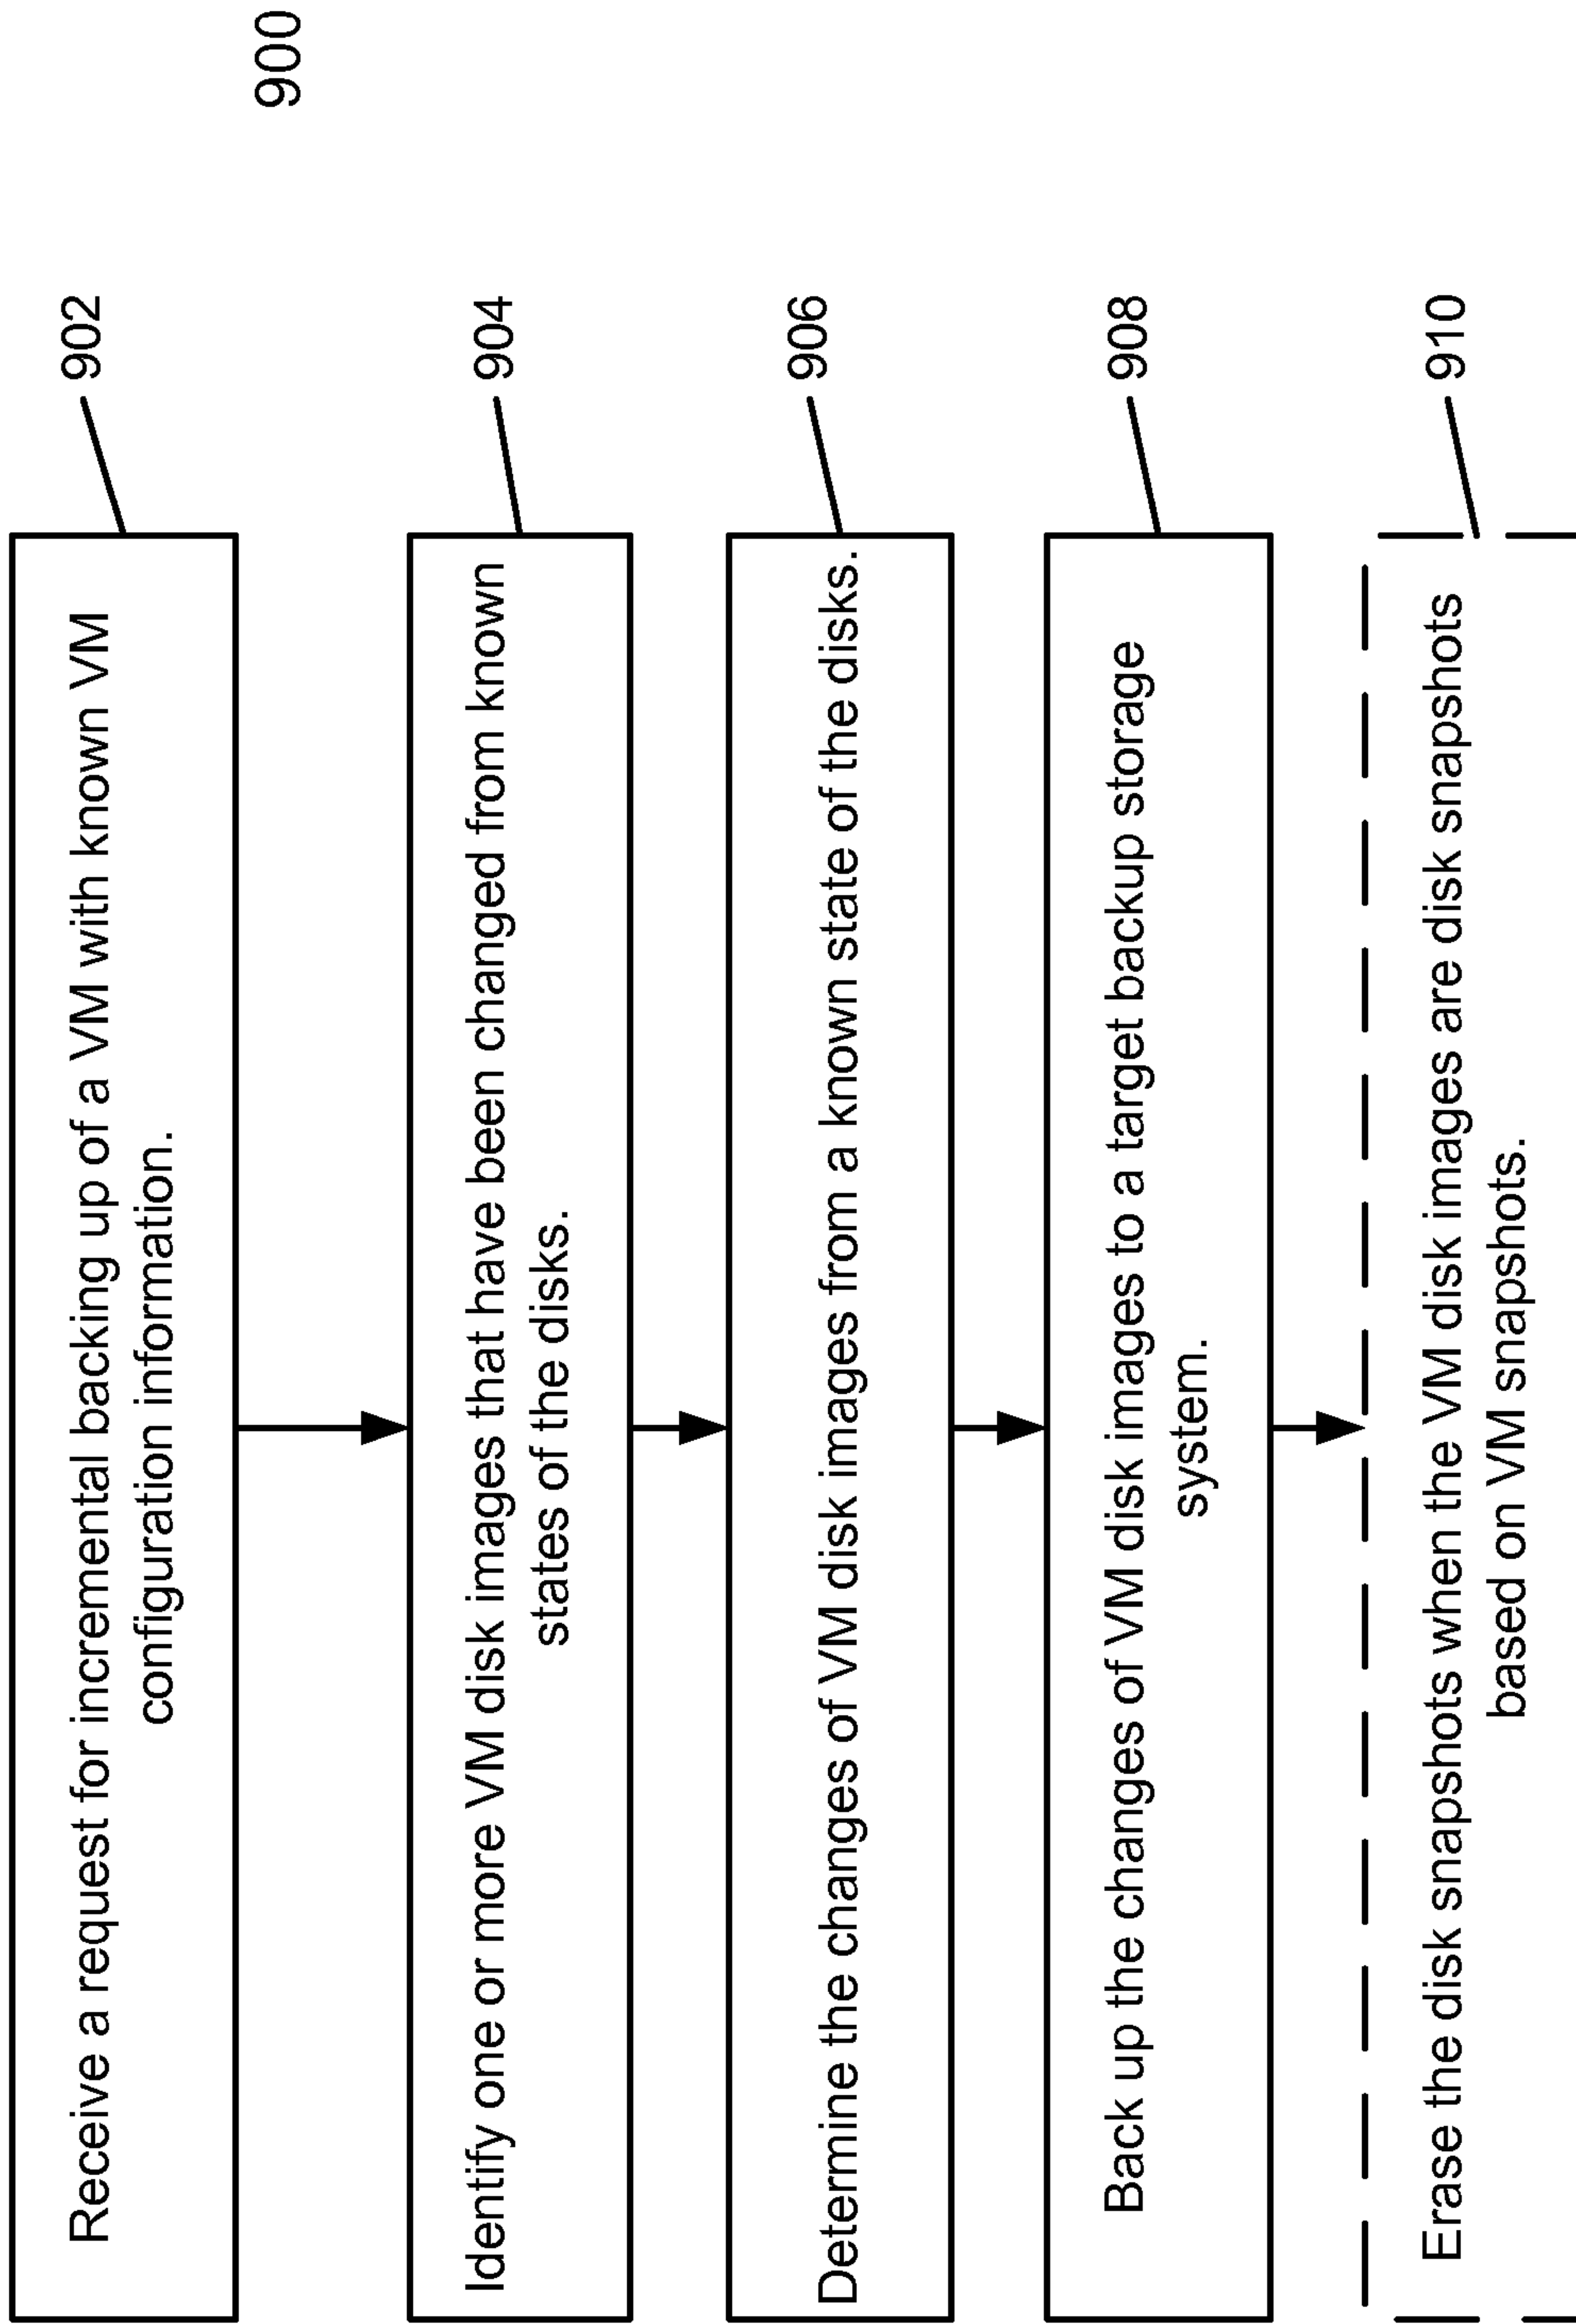 900
902
Receive a request for incremental backing up of a VM with known VM
configuration information.
904
Identify one or more VM disk images that have been changed from known
states of the disks.
906
Determine the changes of VM disk images from a known state of the disks.
908
Back up the changes of VM disk images to a target backup storage
system.
910
Erase the disk snapshots when the VM disk images are disk snapshots
based on VM snapshots.